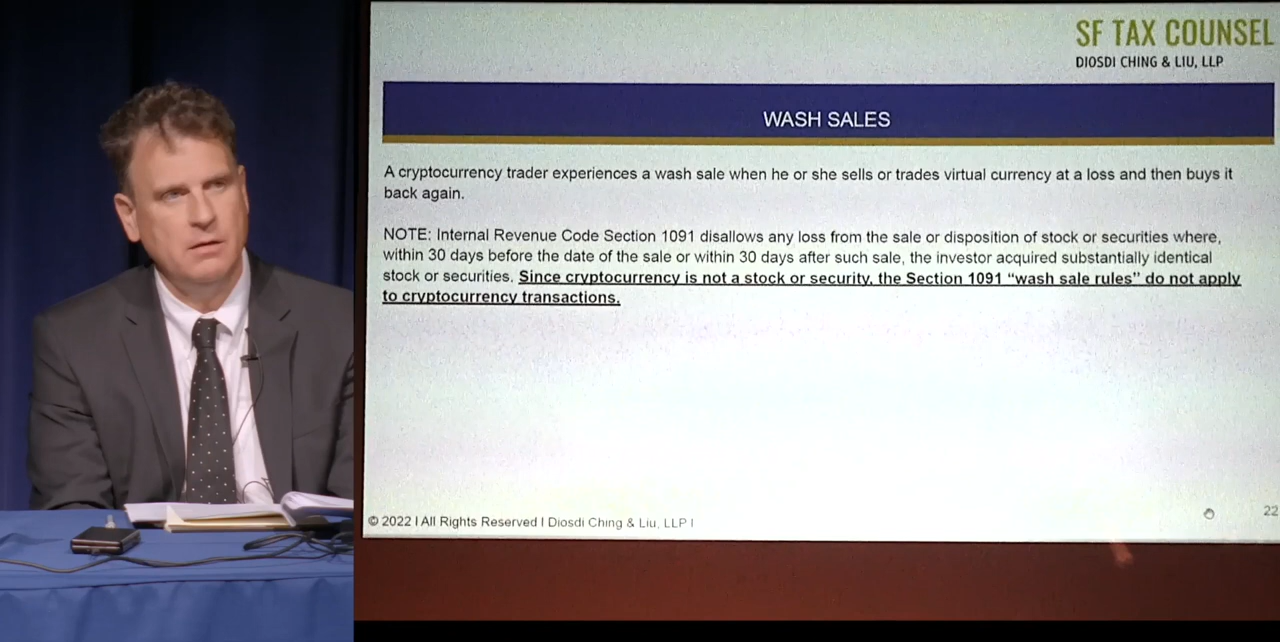 SF TAX COUNSEL
DIOSDI CHING & LIU, LLP
WASH SALES
A cryptocurrency trader experiences a wash sale when he or she sells or trades virtual currency at a loss and then buys it
back again.
NOTE: Internal Revenue Code Section 1091 disallows any loss from the sale or disposition of stock or securities where,
within 30 days before the date of the sale or within 30 days after such sale, the investor acquired substantially identical
stock or securities. Since cryptocurrency is not a stock or security, the Section 1091 “wash sale rules” do not apply
to cryptocurrency transactions.
© 2022 I All Rights Reserved I Diosdi Ching & Liu, LLP I
22